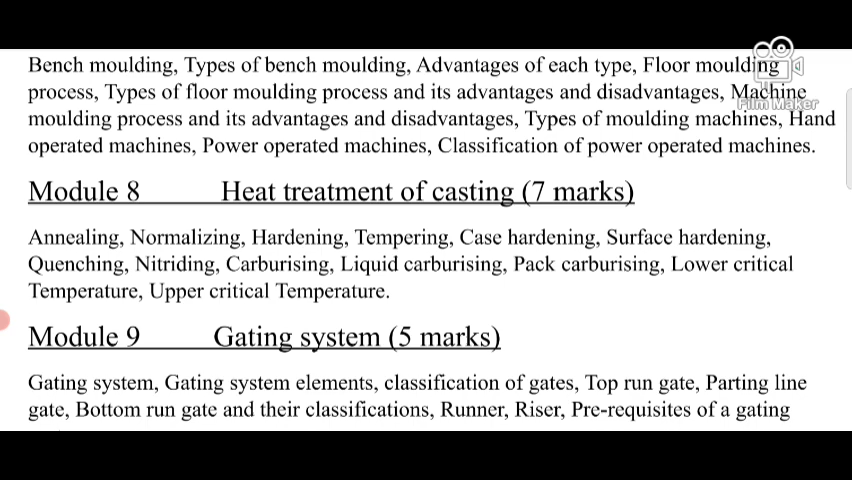 Bench moulding, Types of bench moulding, Advantages of each type, Floor moulding
process, Types of floor moulding process and its advantages and disadvantages, Machine
moulding process and its advantages and disadvantages, Types of moulding machines, Hand
operated machines, Power operated machines, Classification of power operated machines.
Module 8 Heat treatment of casting (7 marks)
Annealing, Normalizing, Hardening, Tempering, Case hardening, Surface hardening,
Quenching, Nitriding, Carburising, Liquid carburising, Pack carburising, Lower critical
Temperature, Upper critical Temperature.
Module 9 Gating system (5 marks)
Gating system, Gating system elements, classification of gates, Top run gate, Parting line
gate, Bottom run gate and their classifications, Runner, Riser, Pre-requisites of a gating
Film Maker